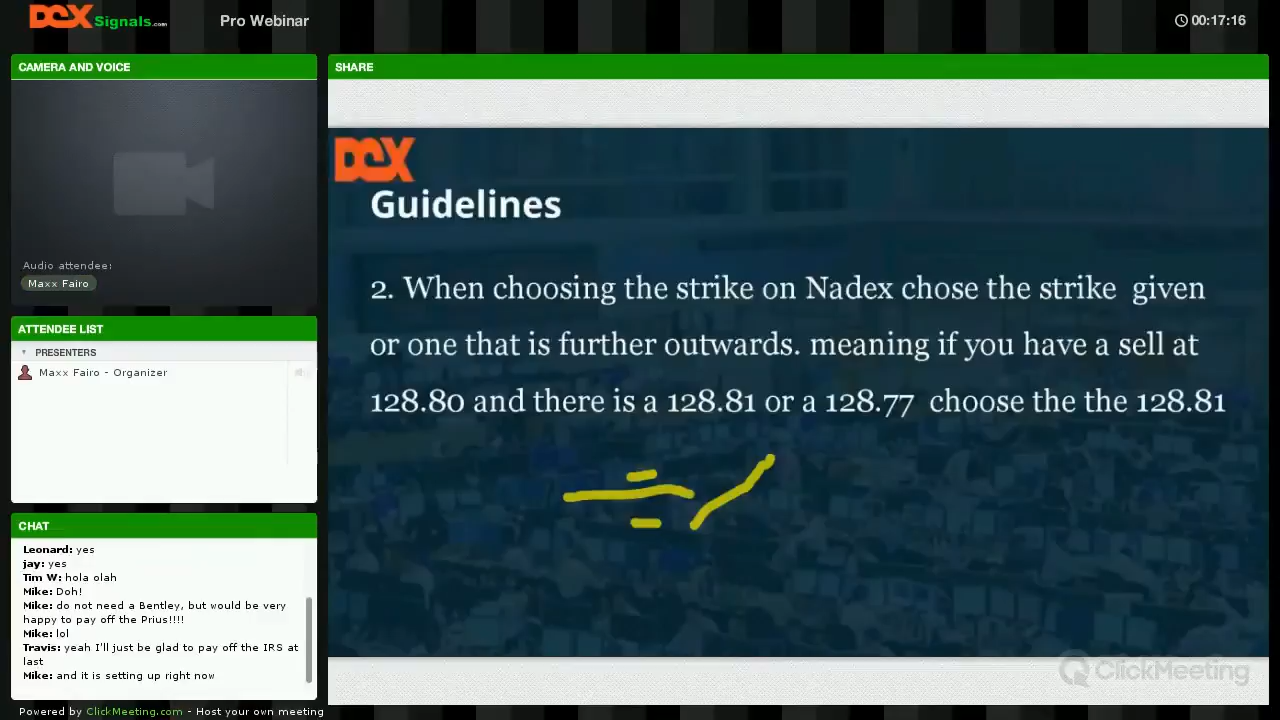 DCX Signals.com
Pro Webinar
00:17:16
CAMERA AND VOICE
Audio attendee:
Maxx Fairo
ATTENDEE LIST
PRESENTERS
Maxx Fairo - Organizer
CHAT
Leonard: yes
jay: yes
Tim W: hola olah
Mike: Doh!
Mike: do not need a Bentley, but would be very
happy to pay off the Prius!!!!
Mike: lol
Travis: yeah I'll just be glad to pay off the IRS at
last
Mike: and it is setting up right now
Powered by ClickMeeting.com - Host your own meeting
SHARE
DCX
Guidelines
2. When choosing the strike on Nadex chose the strike given
or one that is further outwards. meaning if you have a sell at
128.80 and there is a 128.81 or a 128.77 choose the the 128.81
ClickMeeting